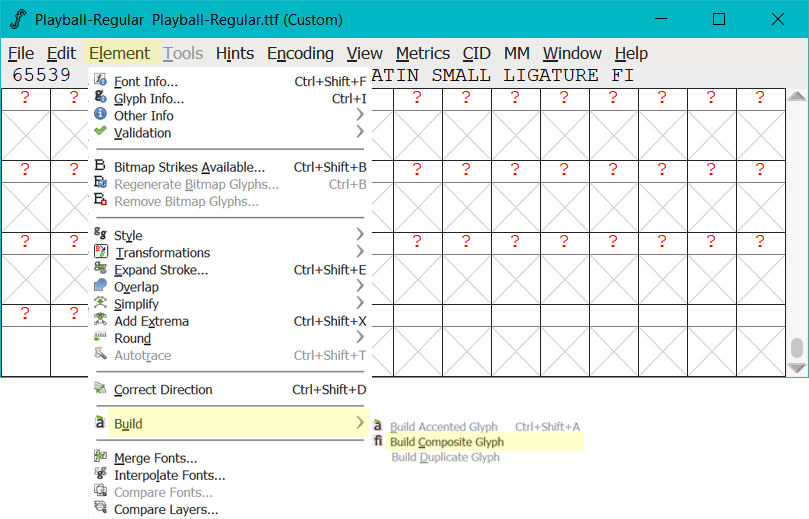 Playball-Regular Playball-Regular.ttf (Custom)
File Edit Element Tools Hints Encoding View Metrics CID MM Window Help
65539 ATIN SMALL LIGATURE FI
? ? ? ? ? ? ? ? ? ?
Font Info... Ctrl+Shift+F
Glyph Info... Ctrl+I
Other Info
Validation
Bitmap Strikes Available... Ctrl+Shift+B
? ? ? ? ? ? ? ? ? ?
Regenerate Bitmap Glyphs... Ctrl+B
Remove Bitmap Glyphs...
Style
? ? ? ? ? ? ? ? ? ?
Transformations
Expand Stroke... Ctrl+Shift+E
Overlap
Simplify
? ?
Add Extrema Ctrl+Shift+X
Round
Autotrace Ctrl+Shift+T
Correct Direction Ctrl+Shift+D
Build
Build Accented Glyph Ctrl+Shift+A
Build Composite Glyph
Build Duplicate Glyph
Merge Fonts...
Interpolate Fonts...
Compare Fonts...
Compare Layers...